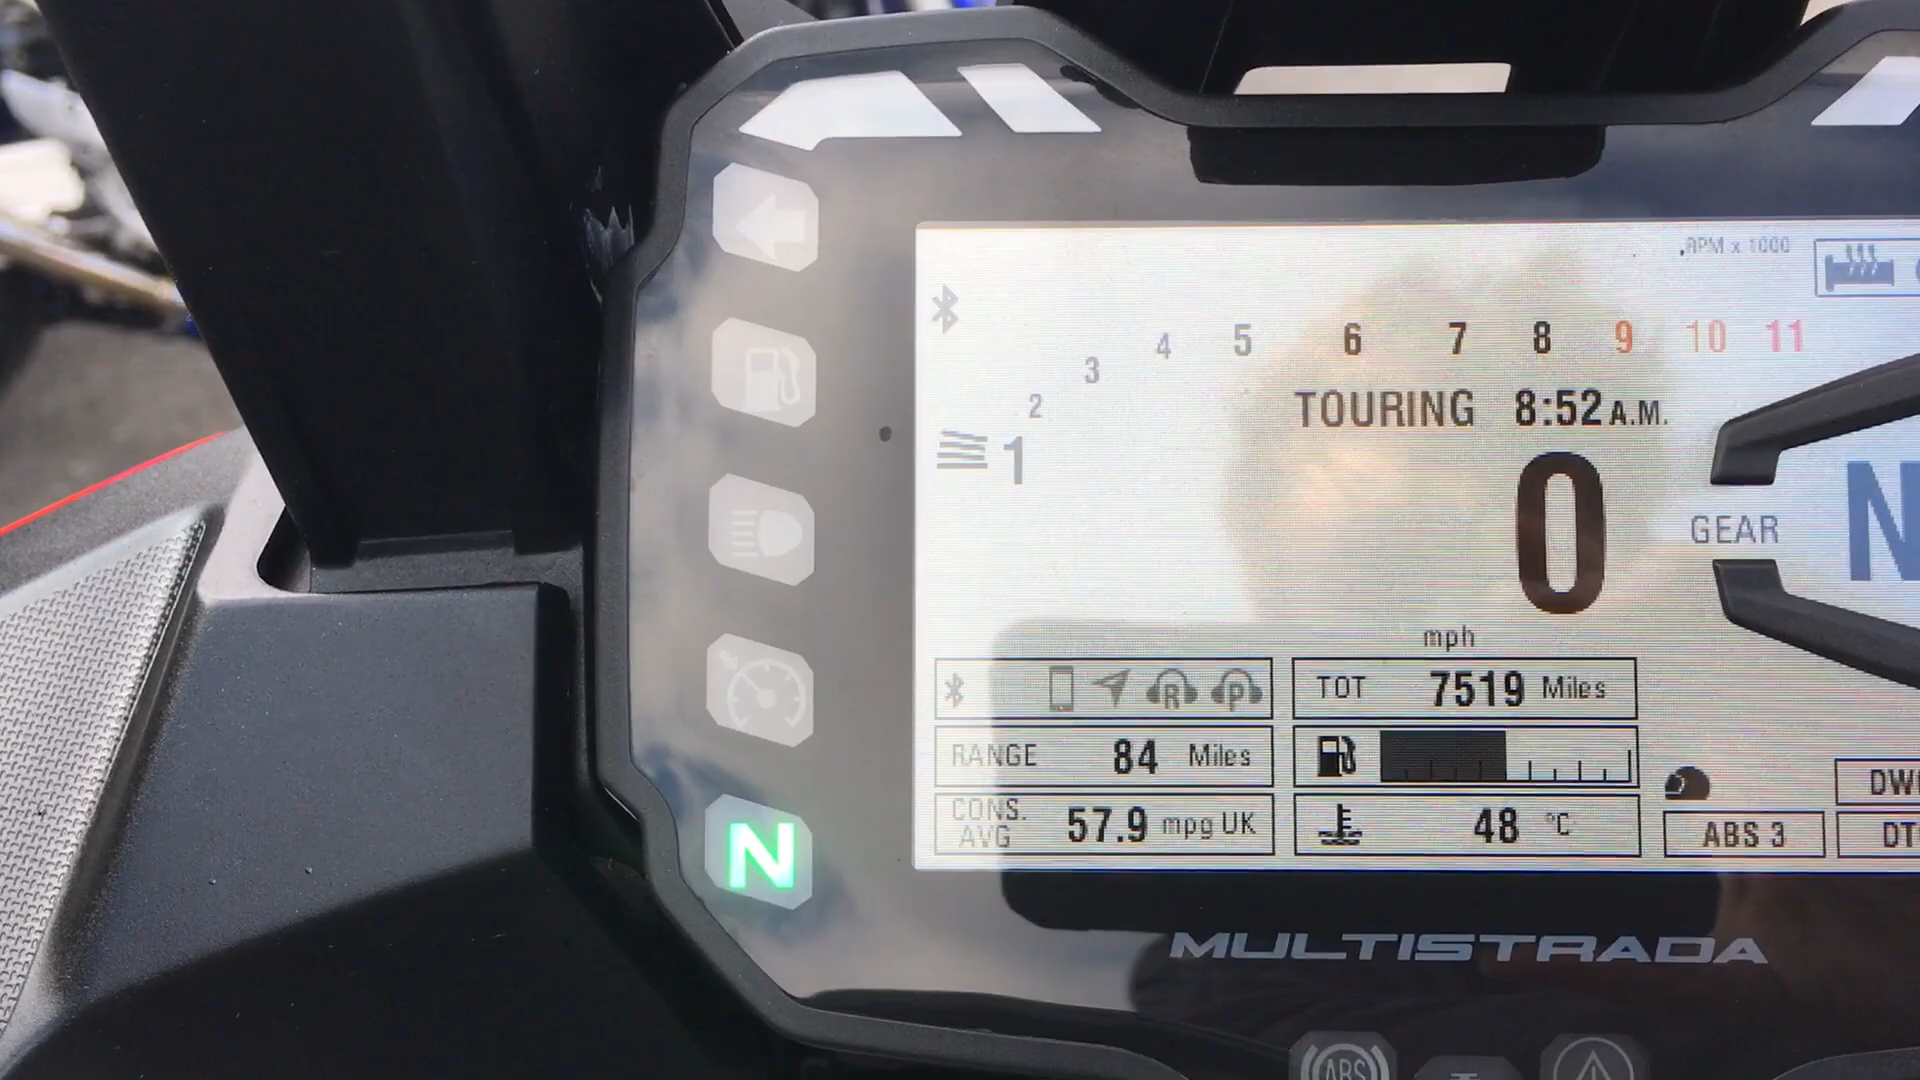 RPM x 1000
1 2 3 4 5 6 7 8 9 10 11
TOURING 8:52 A.M.
0
GEAR N
mph
R P
TOT 7519 Miles
RANGE 84 Miles
CONS. AVG 57.9 mpg UK
48 °C
ABS 3
N
MULTISTRADA
ABS